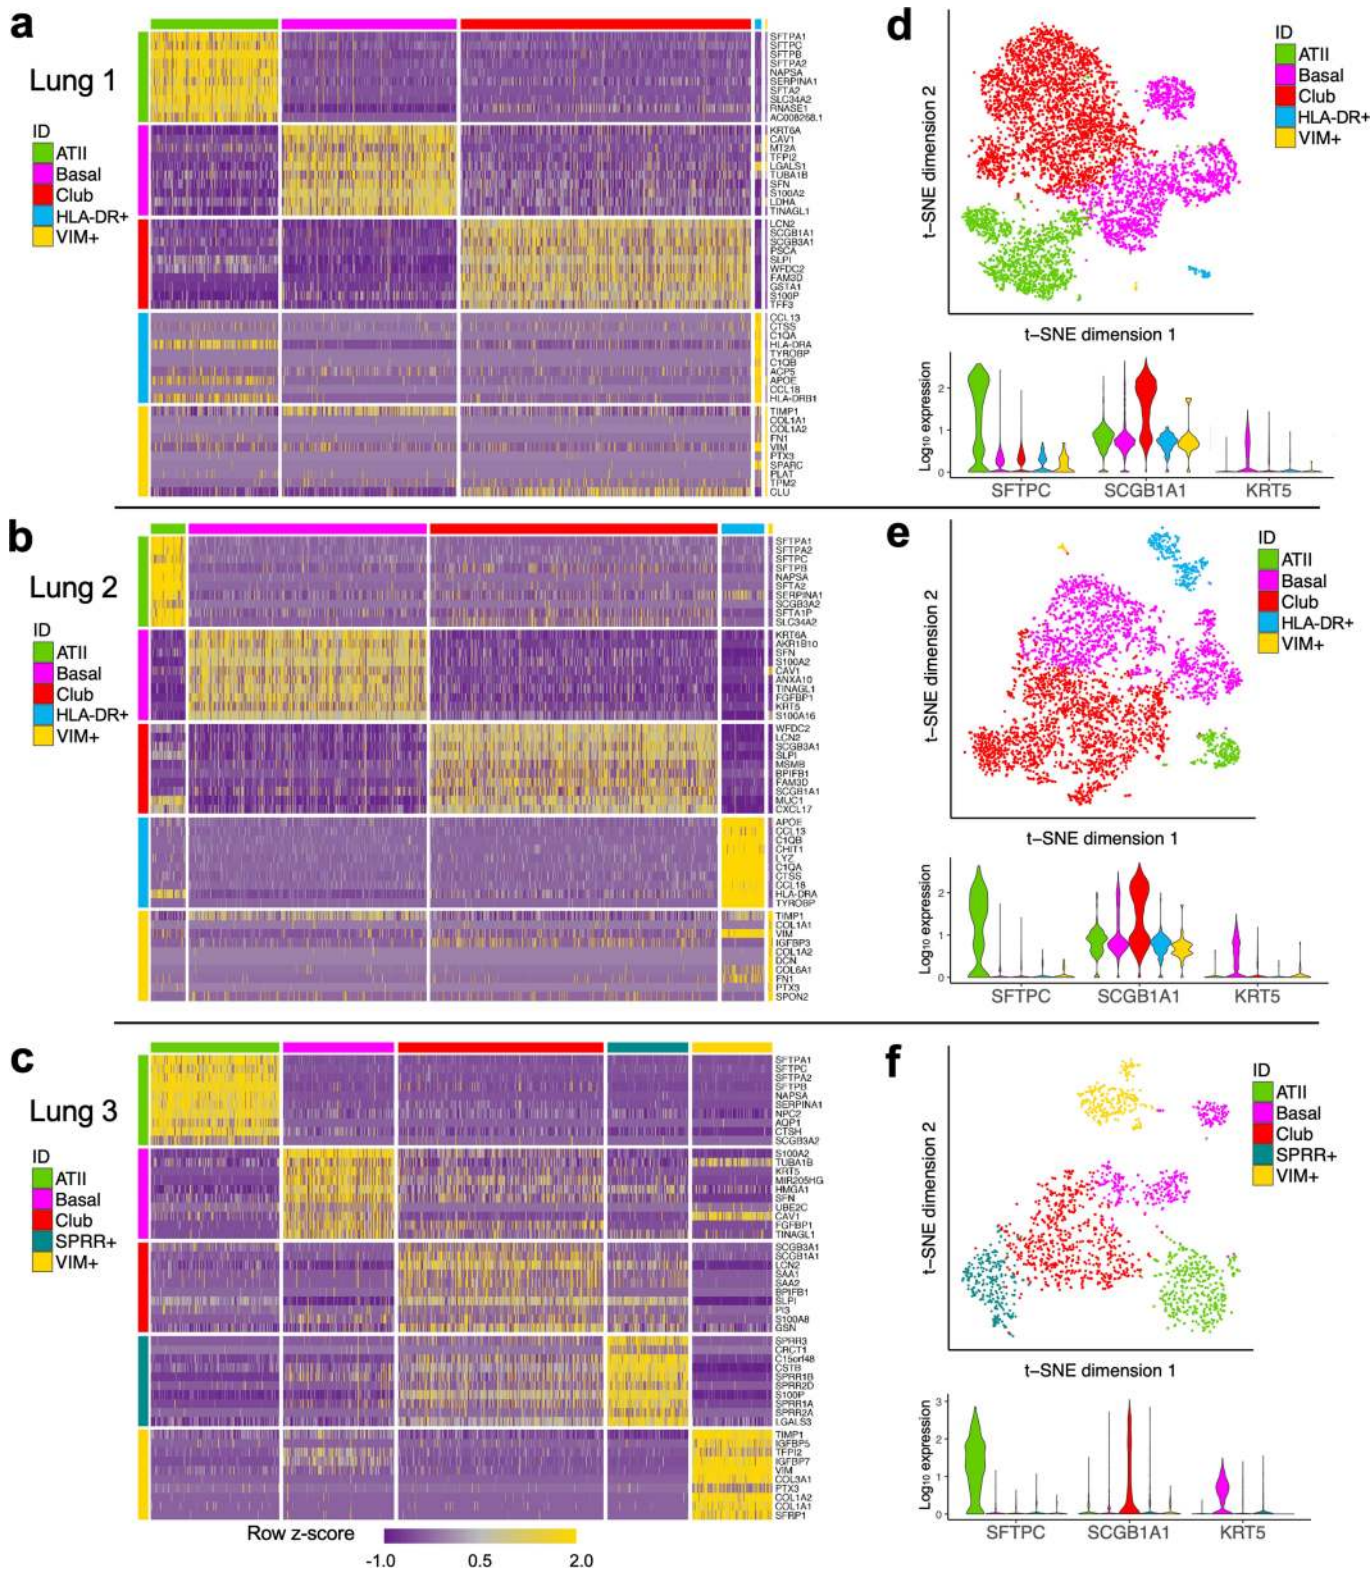 a
Lung 1
ID
ATII
Basal
Club
HLA-DR+
VIM+
SFTPA1
SFTPC
SFTPB
SFTPA2
NAPSA
SERPINA1
SFTA2
SLC34A2
RNASE1
AC008268.1
KRT6A
CAV1
MT2A
TFPI2
LGALS1
TUBA1B
SFN
S100A2
LDHA
TINAGL1
LCN2
SCGB1A1
SCGB3A1
PSCA
SLPI
WFDC2
FAM3D
GSTA1
S100P
TFF3
CCL13
CTSS
C1QA
HLA-DRA
TYROBP
C1QB
ACP5
APOE
CCL18
HLA-DRB1
TIMP1
COL1A1
COL1A2
FN1
VIM
PTX3
SPARC
PLAT
TPM2
CLU
d
t-SNE dimension 2
t-SNE dimension 1
ID
ATII
Basal
Club
HLA-DR+
VIM+
Log10 expression
2
1
0
SFTPC SCGB1A1 KRT5
b
Lung 2
ID
ATII
Basal
Club
HLA-DR+
VIM+
SFTPA1
SFTPA2
SFTPC
SFTPB
NAPSA
SFTA2
SERPINA1
SCGB3A2
SFTA1P
SLC34A2
KRT6A
AKR1B10
SFN
S100A2
CAV1
ANXA10
TINAGL1
FGFBP1
KRT5
S100A16
WFDC2
LCN2
SCGB3A1
SLPI
MSMB
BPIFB1
FAM3D
SCGB1A1
MUC1
CXCL17
APOE
CCL13
C1QB
CHIT1
LYZ
C1QA
CTSS
CCL18
HLA-DRA
TYROBP
TIMP1
COL1A1
VIM
IGFBP3
COL1A2
DCN
COL6A1
FN1
PTX3
SPON2
e
t-SNE dimension 2
t-SNE dimension 1
ID
ATII
Basal
Club
HLA-DR+
VIM+
Log10 expression
2
1
0
SFTPC SCGB1A1 KRT5
c
Lung 3
ID
ATII
Basal
Club
SPRR+
VIM+
SFTPA1
SFTPC
SFTPA2
SFTPB
NAPSA
SERPINA1
NPC2
AQP1
CTSH
SCGB3A2
S100A2
TUBA1B
KRT5
MIR205HG
HMGA1
SFN
UBE2C
CAV1
FGFBP1
TINAGL1
SCGB3A1
SCGB1A1
LCN2
SAA1
SAA2
BPIFB1
SLPI
PI3
S100A8
GSN
SPRR3
CRCT1
C15orf48
CSTB
SPRR1B
SPRR2D
S100P
SPRR1A
SPRR2A
LGALS3
TIMP1
IGFBP5
TFPI2
IGFBP7
VIM
COL3A1
PTX3
COL1A2
COL1A1
SFRP1
Row z-score
-1.0 0.5 2.0
f
t-SNE dimension 2
t-SNE dimension 1
ID
ATII
Basal
Club
SPRR+
VIM+
Log10 expression
3
2
1
0
SFTPC SCGB1A1 KRT5